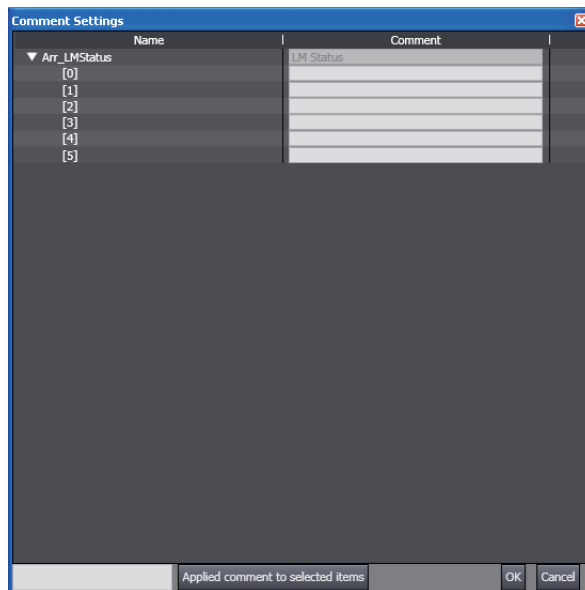 Comment Settings
Name Comment
Arr_LMStatus LM Status
[0]
[1]
[2]
[3]
[4]
[5]
Applied comment to selected items OK Cancel